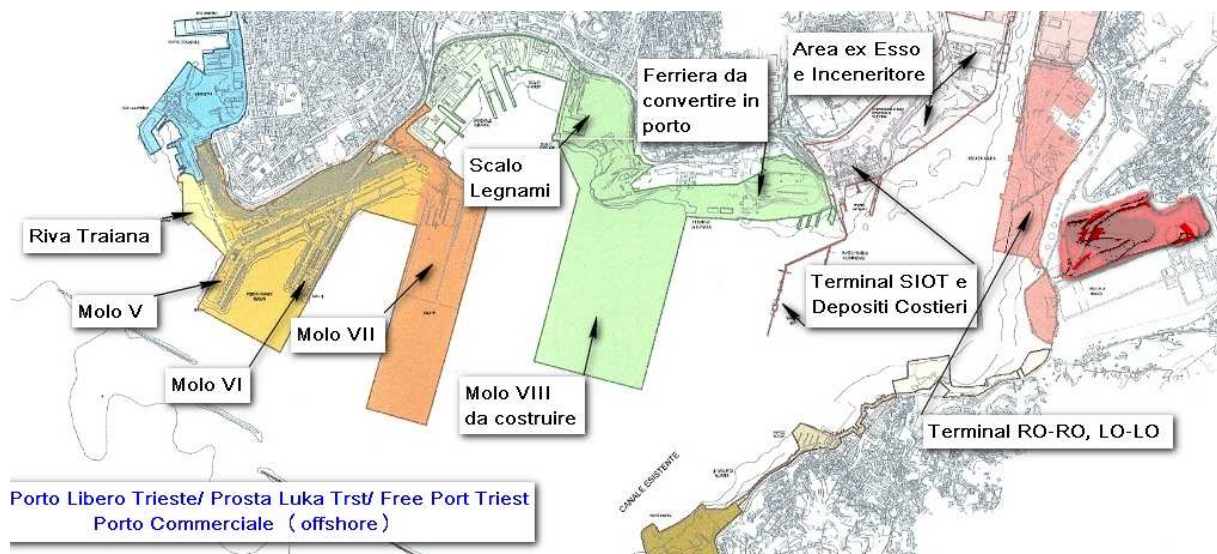 Area ex Esso
e Inceneritore
Ferriera da
convertire in
porto
Scalo
Legnami
Riva Traiana
Molo V
Molo VI
Molo VII
Molo VIII
da costruire
Terminal SIOT e
Depositi Costieri
Terminal RO-RO, LO-LO
CANALE ESISTENTE
Porto Libero Trieste/ Prosta Luka Trst/ Free Port Triest
Porto Commerciale ( offshore )